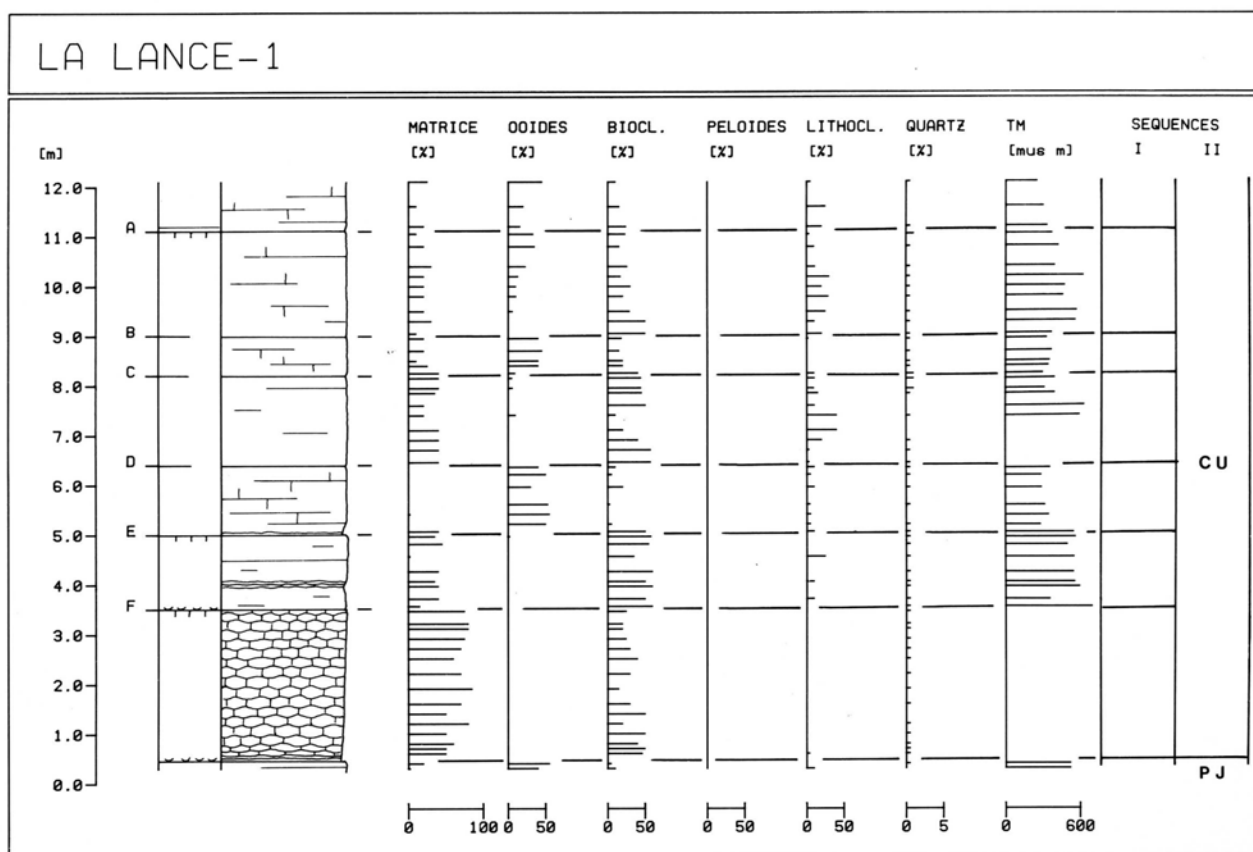 LA LANCE-1
MATRICE OOIDES BIOCL. PELOIDES LITHOCL. QUARTZ TM SEQUENCES
[m] [%] [%] [%] [%] [%] [%] [mus m] I II
12.0
A
11.0
10.0
B
9.0
C
8.0
7.0
D
CU
6.0
E
5.0
4.0
F
3.0
2.0
1.0
PJ
0.0
0 100 0 50 0 50 0 50 0 50 0 5 0 600